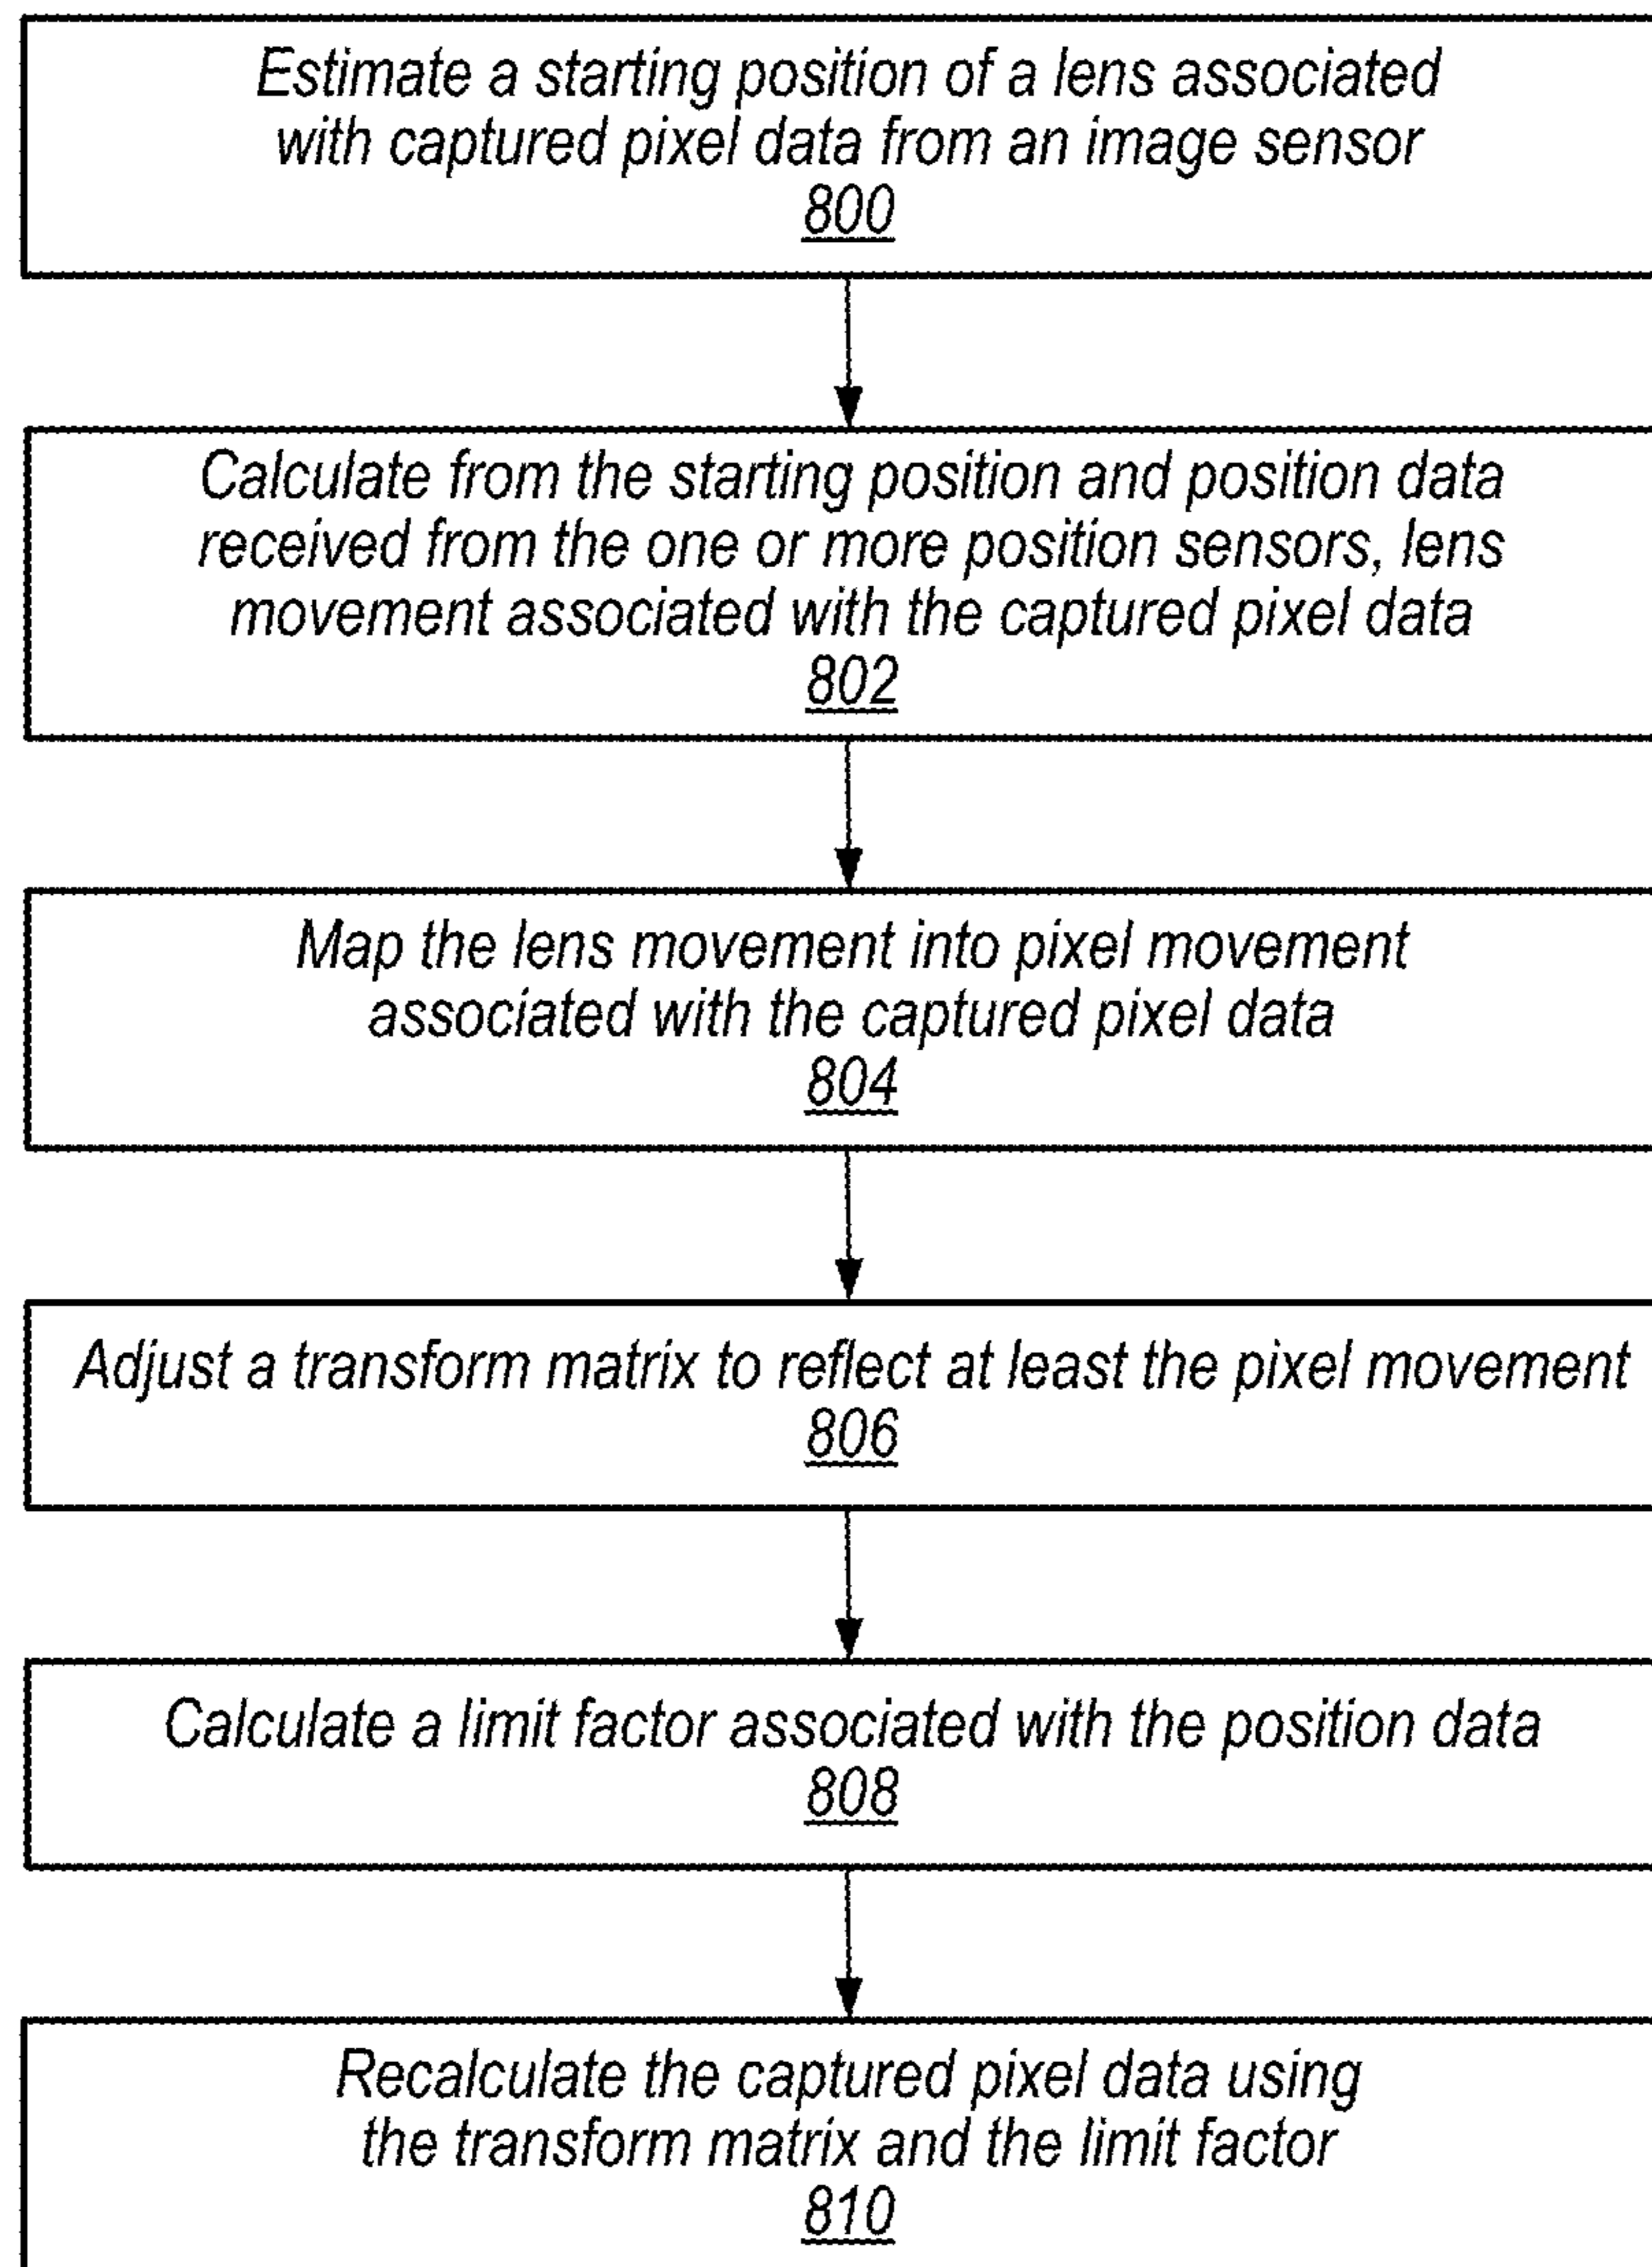 Estimate a starting position of a lens associated
with captured pixel data from an image sensor
800
Calculate from the starting position and position data
received from the one or more position sensors, lens
movement associated with the captured pixel data
802
Map the lens movement into pixel movement
associated with the captured pixel data
804
Adjust a transform matrix to reflect at least the pixel movement
806
Calculate a limit factor associated with the position data
808
Recalculate the captured pixel data using
the transform matrix and the limit factor
810